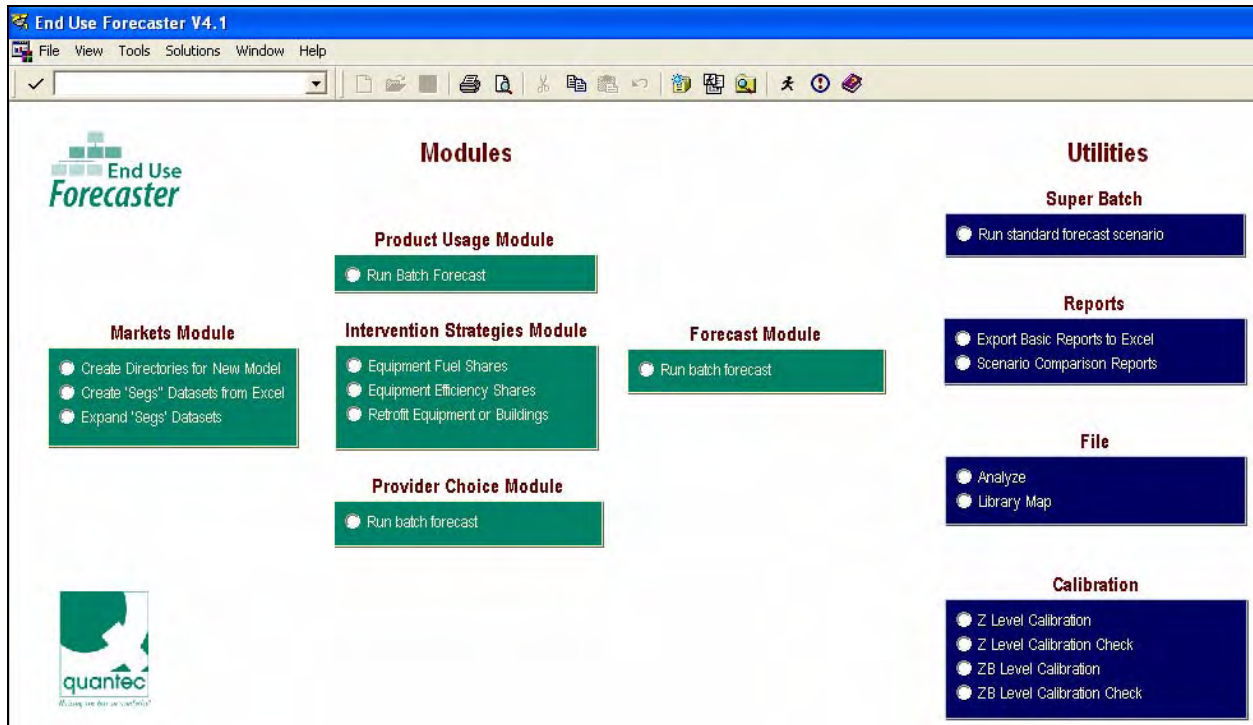 End Use Forecaster V4.1
File View Tools Solutions Window Help
End Use
Forecaster
Modules
Product Usage Module
Run Batch Forecast
Markets Module
Create Directories for New Model
Create 'Segs" Datasets from Excel
Expand 'Segs' Datasets
Intervention Strategies Module
Equipment Fuel Shares
Equipment Efficiency Shares
Retrofit Equipment or Buildings
Forecast Module
Run batch forecast
Provider Choice Module
Run batch forecast
quantec
Utilities
Super Batch
Run standard forecast scenario
Reports
Export Basic Reports to Excel
Scenario Comparison Reports
File
Analyze
Library Map
Calibration
Z Level Calibration
Z Level Calibration Check
ZB Level Calibration
ZB Level Calibration Check